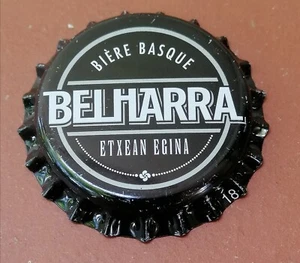 BIÈRE BASQUE
BELHARRA
ETXEAN EGINA
18